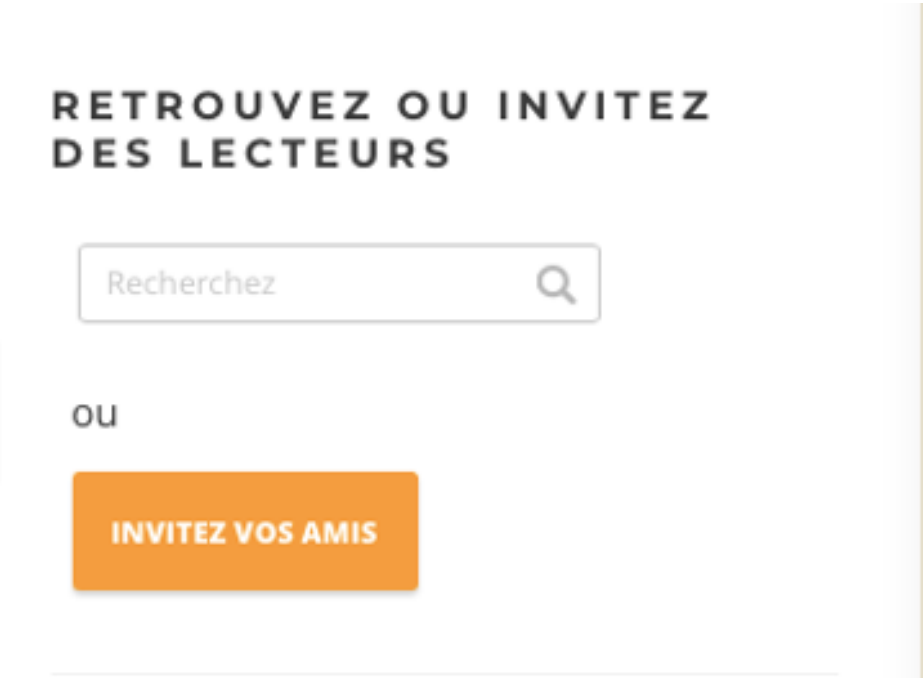 RETROUVEZ OU INVITEZ
DES LECTEURS
Recherchez
ou
INVITEZ VOS AMIS